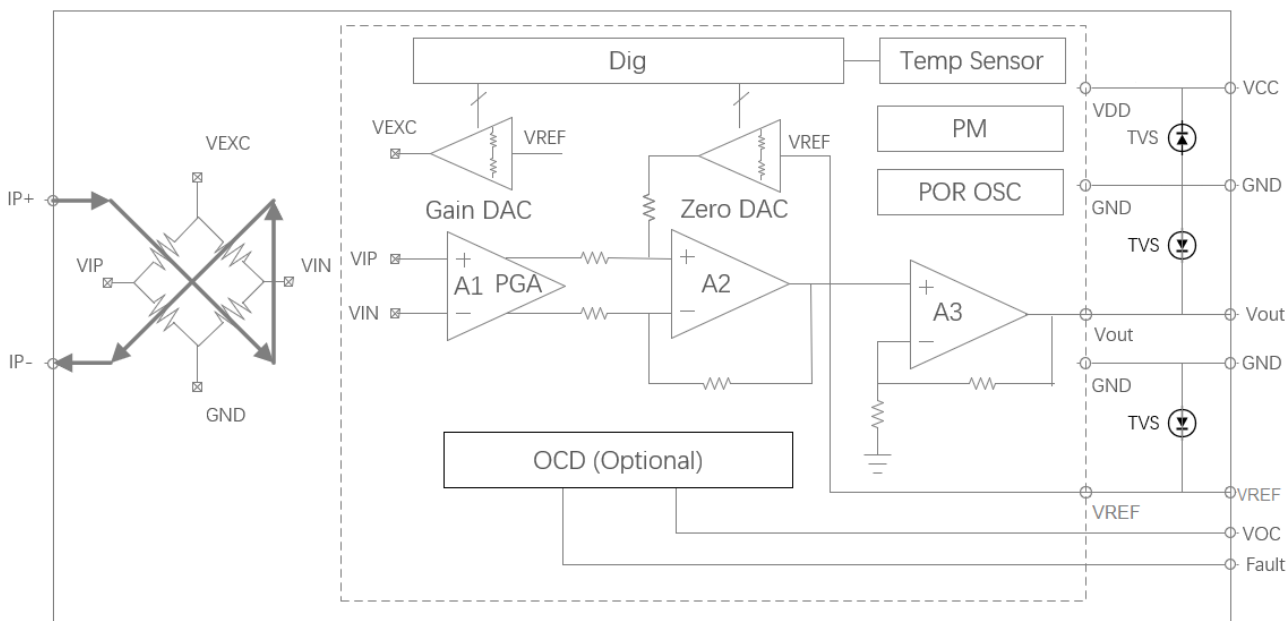 Dig
Temp Sensor
VCC
VEXC
VREF
VREF
VDD
TVS
PM
VEXC
IP+
GND
Gain DAC
Zero DAC
POR OSC
GND
TVS
VIP
VIN
VIP
+
A1
PGA
+
A2
+
VIN
−
−
A3
Vout
Vout
−
IP-
GND
GND
GND
TVS
OCD (Optional)
VREF
VREF
VOC
Fault